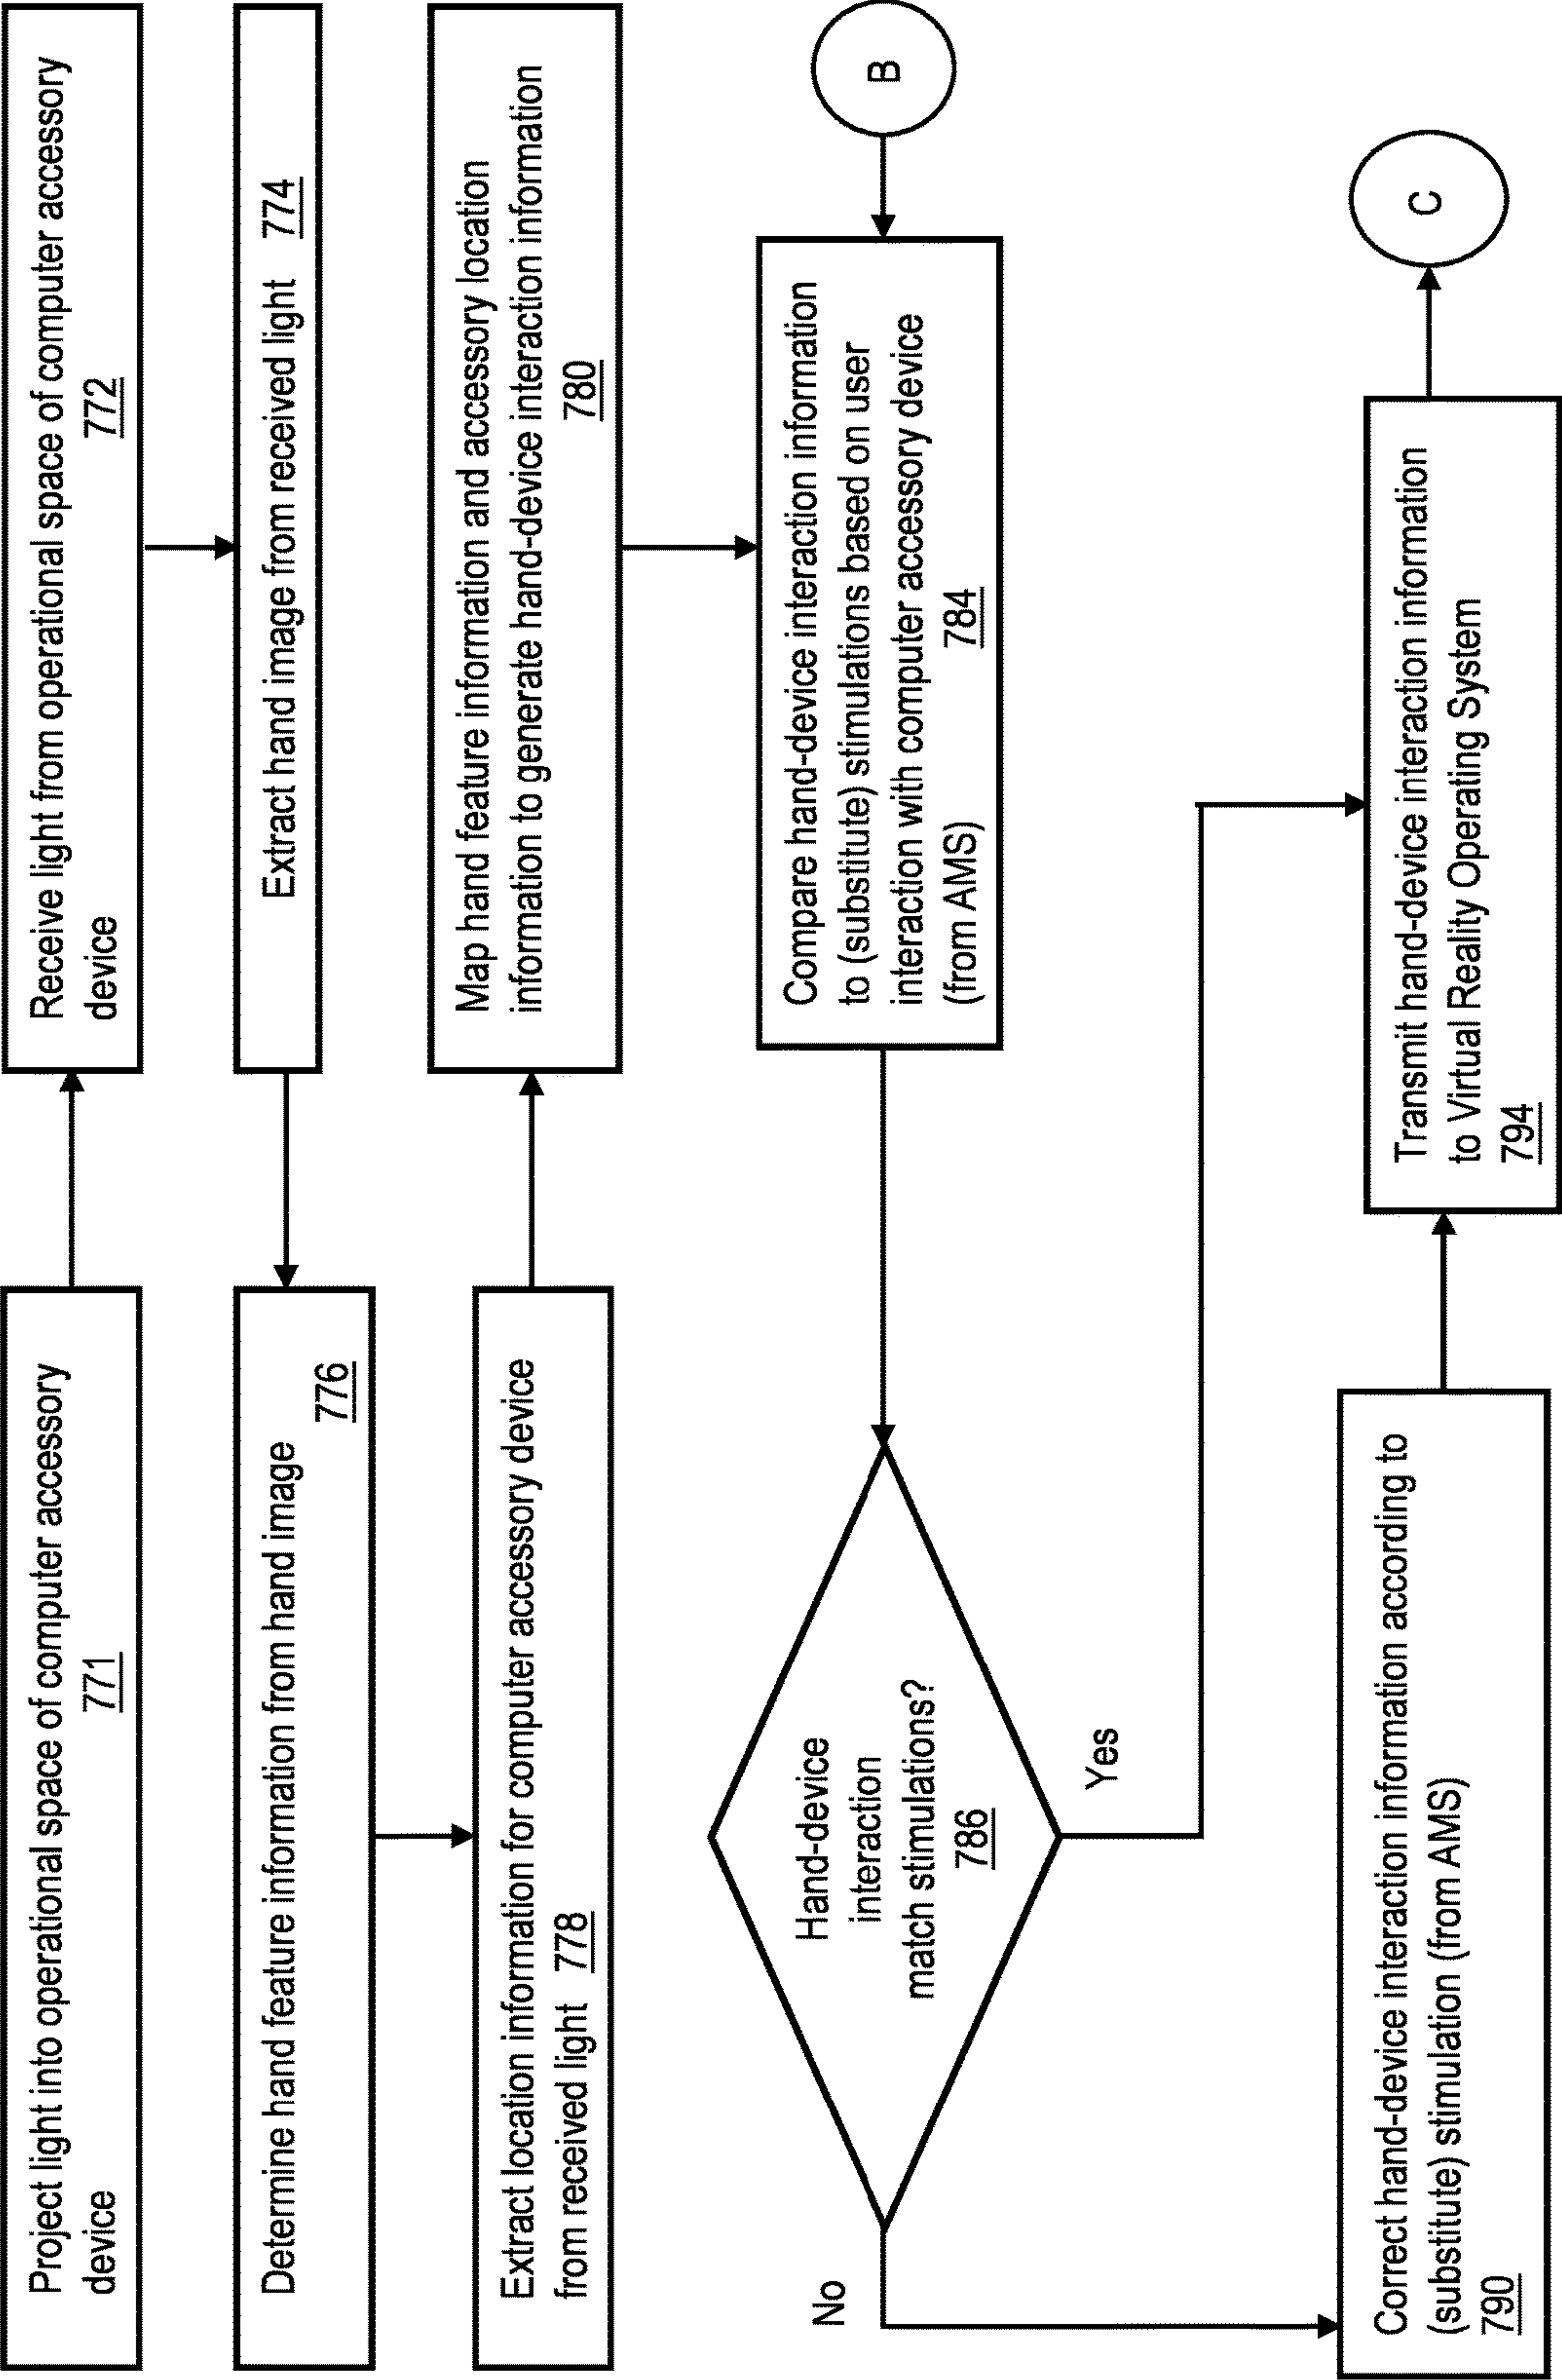 Project light into operational space of computer accessory
device
771
Receive light from operational space of computer accessory
device
772
Extract hand image from received light 774
Determine hand feature information from hand image
776
Extract location information for computer accessory device
from received light 778
Map hand feature information and accessory location
information to generate hand-device interaction information
780
B
Compare hand-device interaction information
to (substitute) stimulations based on user
interaction with computer accessory device
(from AMS)
784
Hand-device
interaction
match stimulations?
786
No
Yes
Correct hand-device interaction information according to
(substitute) stimulation (from AMS)
790
Transmit hand-device interaction information
to Virtual Reality Operating System
794
C